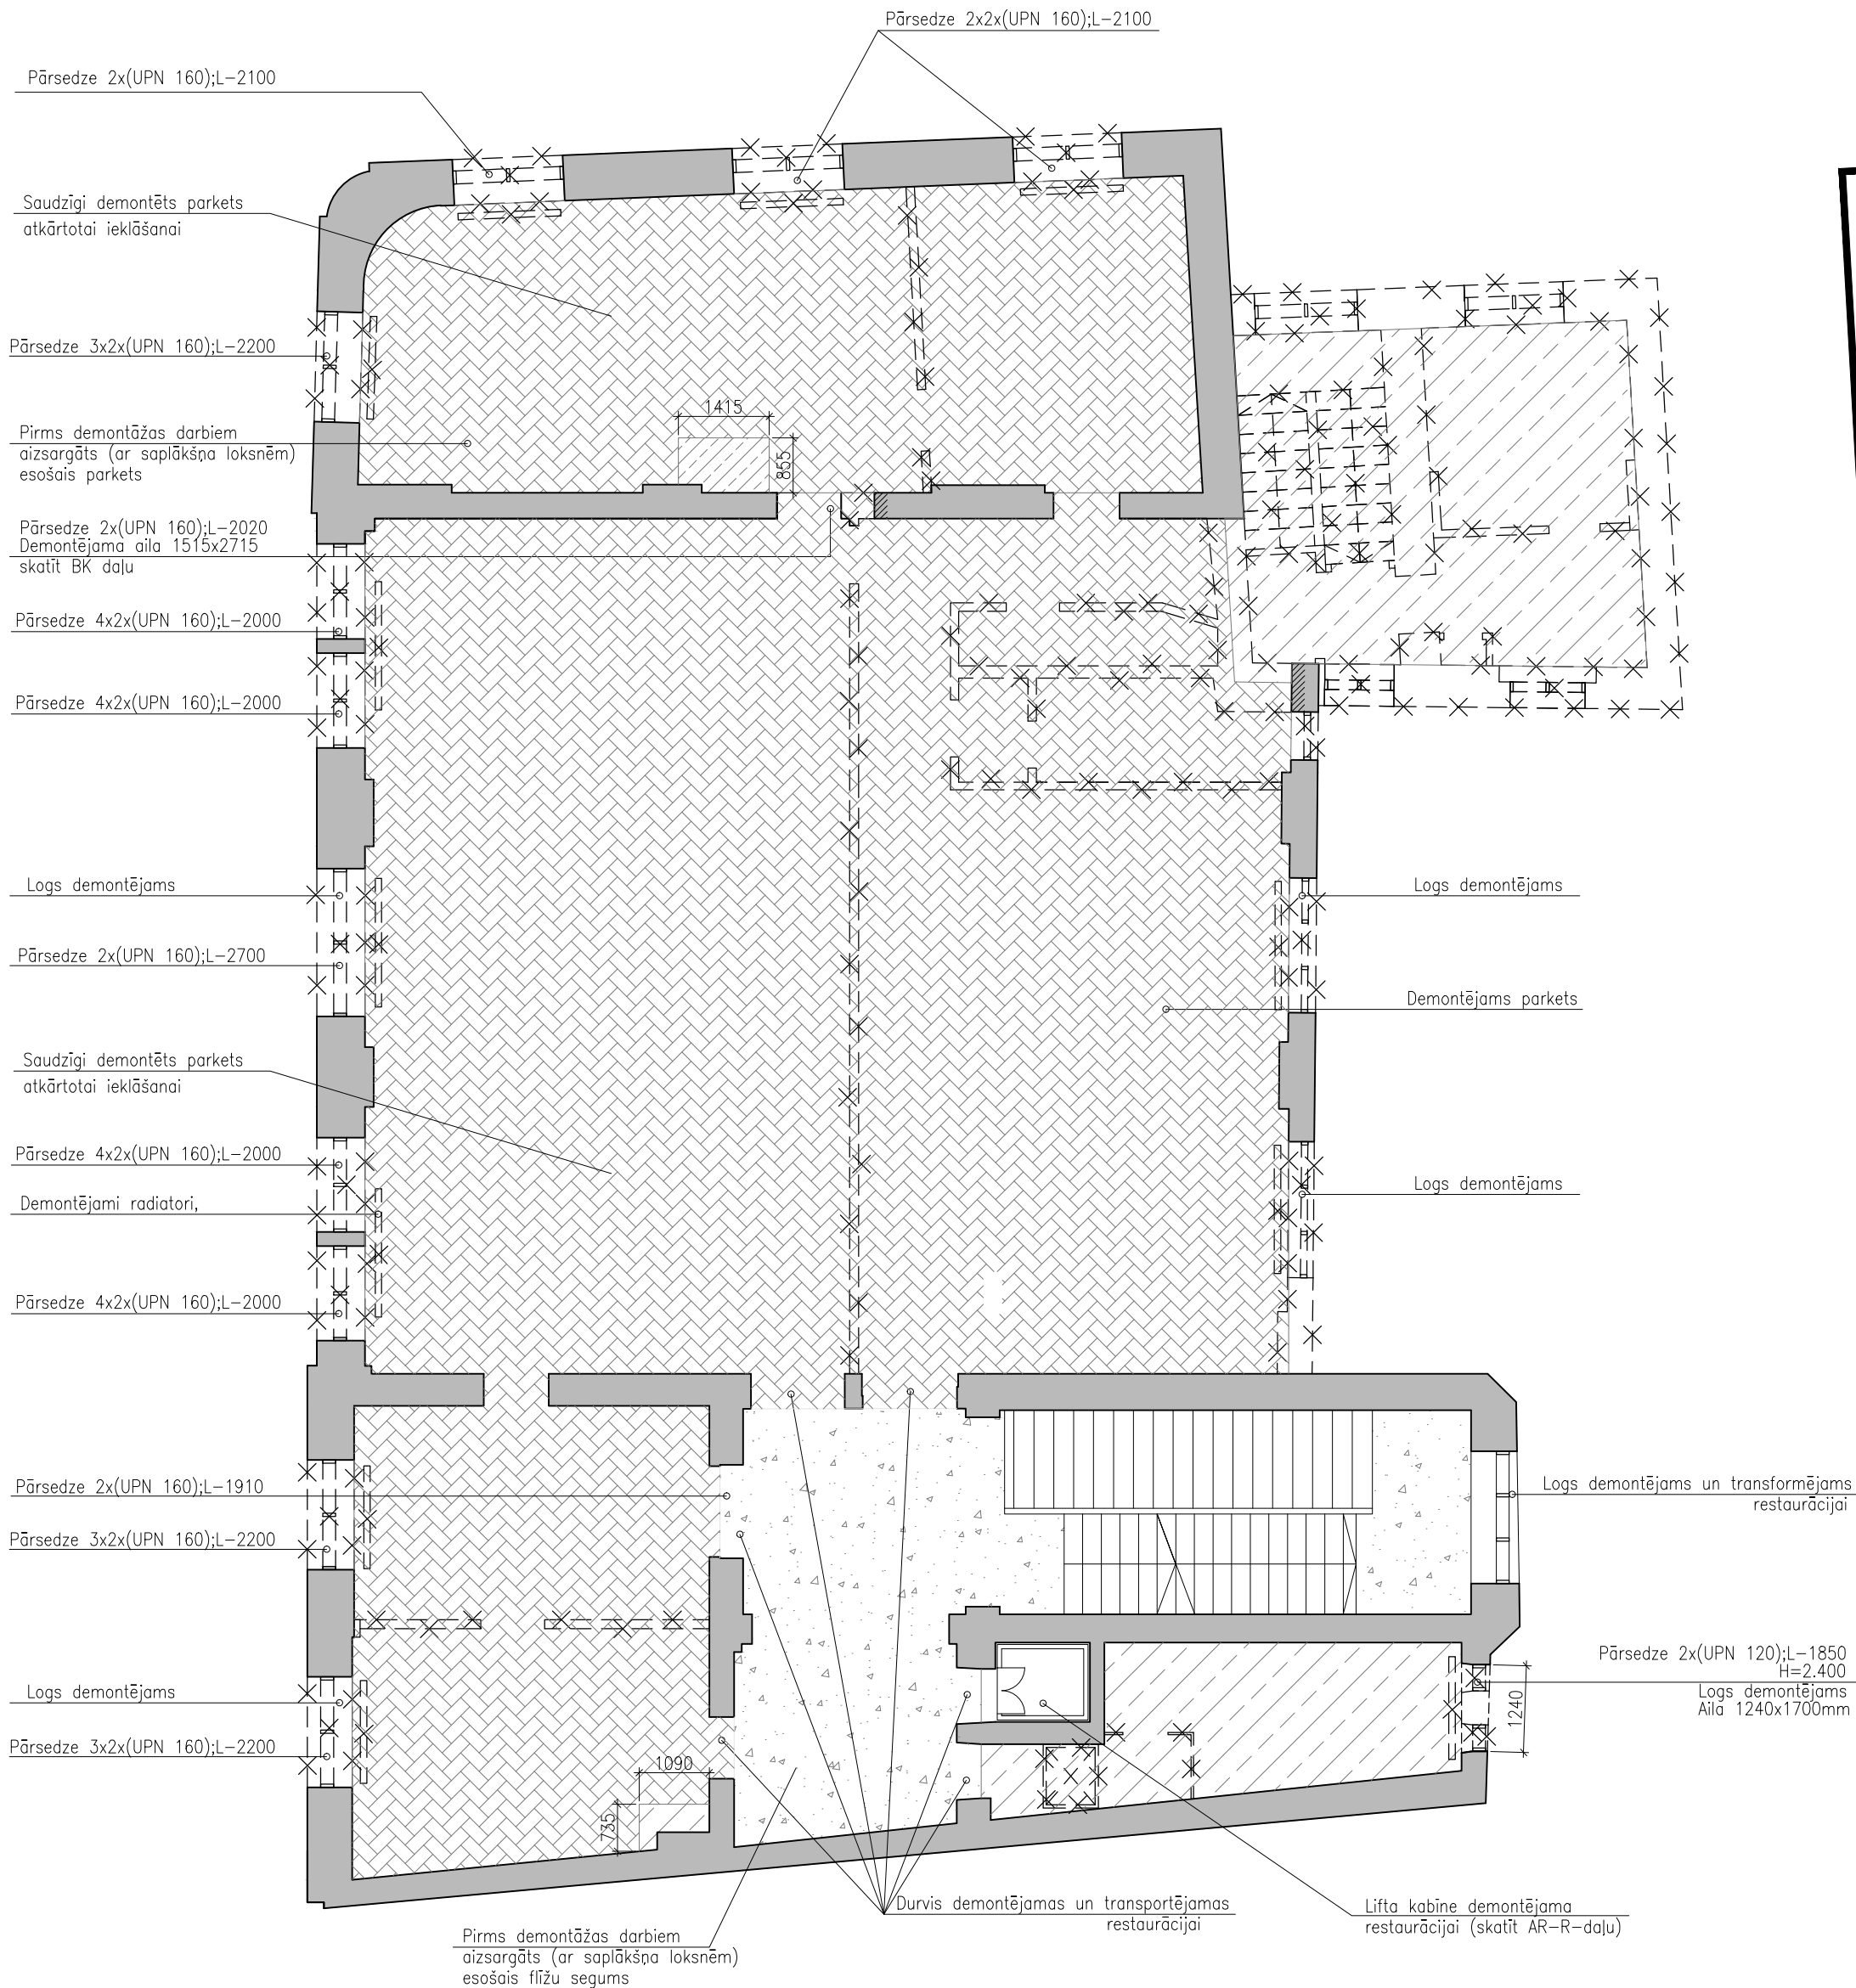 Pārsedze 2x2x(UPN 160);L-2100
Pārsedze 2x(UPN 160);L-2100
Saudzīgi demontēts parkets
atkārtotai ieklāšanai
Pārsedze 3x2x(UPN 160);L-2200
1415
855
Pirms demontāžas darbiem
aizsargāts (ar saplākšņa loksnēm)
esošais parkets
Pārsedze 2x(UPN 160);L-2020
Demontējama aila 1515x2715
skatīt BK daļu
Pārsedze 4x2x(UPN 160);L-2000
Pārsedze 4x2x(UPN 160);L-2000
Logs demontējams
Logs demontējams
Pārsedze 2x(UPN 160);L-2700
Demontējams parkets
Saudzīgi demontēts parkets
atkārtotai ieklāšanai
Pārsedze 4x2x(UPN 160);L-2000
Logs demontējams
Demontējami radiatori,
Pārsedze 4x2x(UPN 160);L-2000
Pārsedze 2x(UPN 160);L-1910
Logs demontējams un transformējams
restaurācijai
Pārsedze 3x2x(UPN 160);L-2200
Pārsedze 2x(UPN 120);L-1850
H=2.400
Logs demontējams
Aila 1240x1700mm
1240
Logs demontējams
Pārsedze 3x2x(UPN 160);L-2200
1090
735
Durvis demontējamas un transportējamas
restaurācijai
Lifta kabīne demontējama
restaurācijai (skatīt AR-R-daļu)
Pirms demontāžas darbiem
aizsargāts (ar saplākšņa loksnēm)
esošais flīžu segums